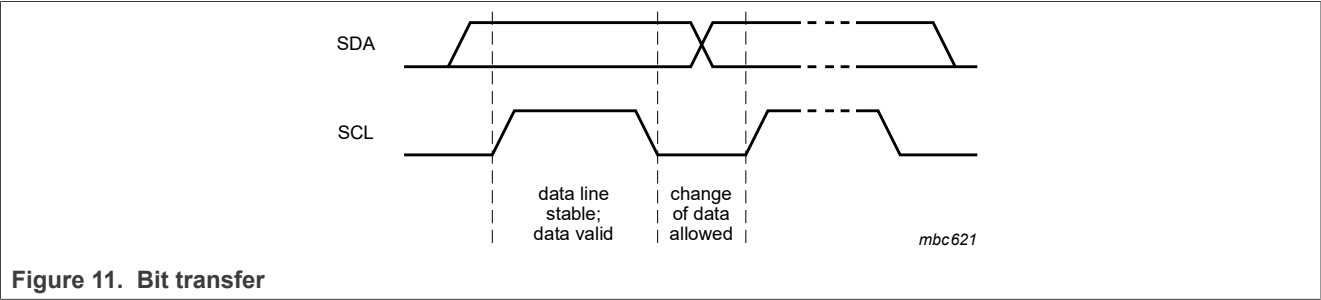 SDA
SCL
data line
stable;
data valid
change
of data
allowed
mbc621
Figure 11. Bit transfer